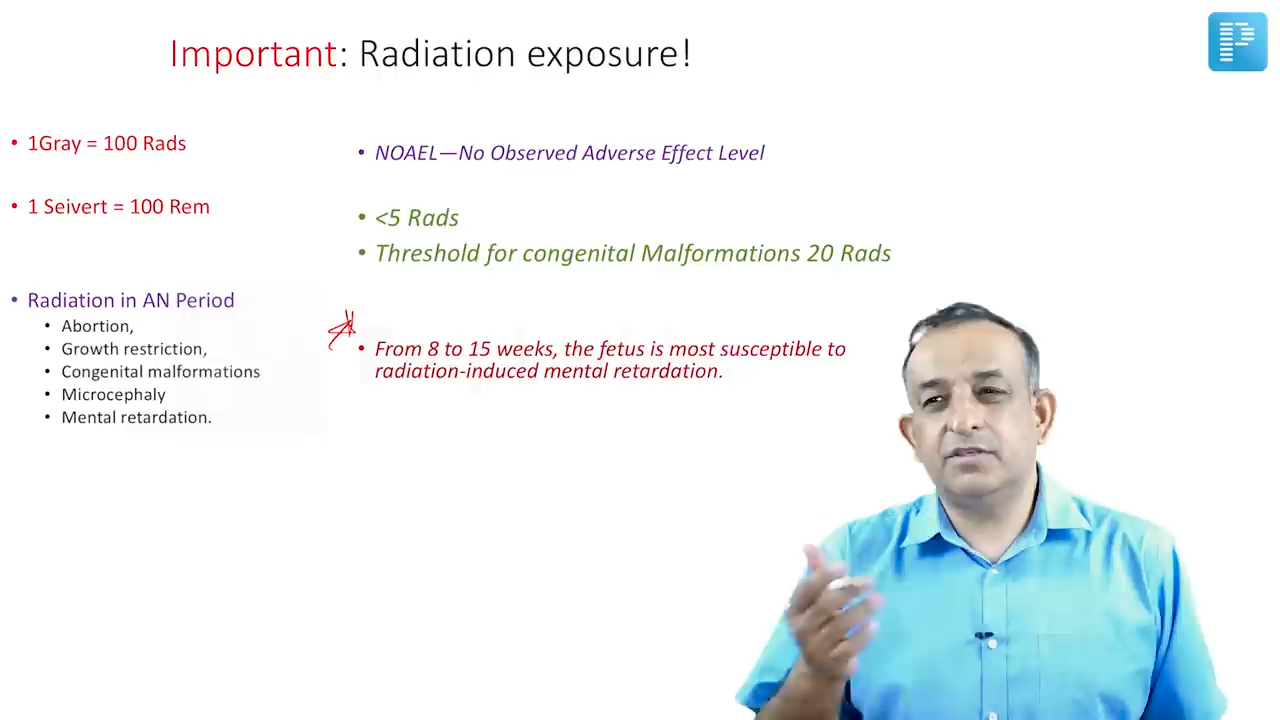 Important: Radiation exposure!
• 1Gray = 100 Rads
• 1 Seivert = 100 Rem
• Radiation in AN Period
• Abortion,
• Growth restriction,
• Congenital malformations
• Microcephaly
• Mental retardation.
• NOAEL—No Observed Adverse Effect Level
• <5 Rads
• Threshold for congenital Malformations 20 Rads
• From 8 to 15 weeks, the fetus is most susceptible to
radiation-induced mental retardation.